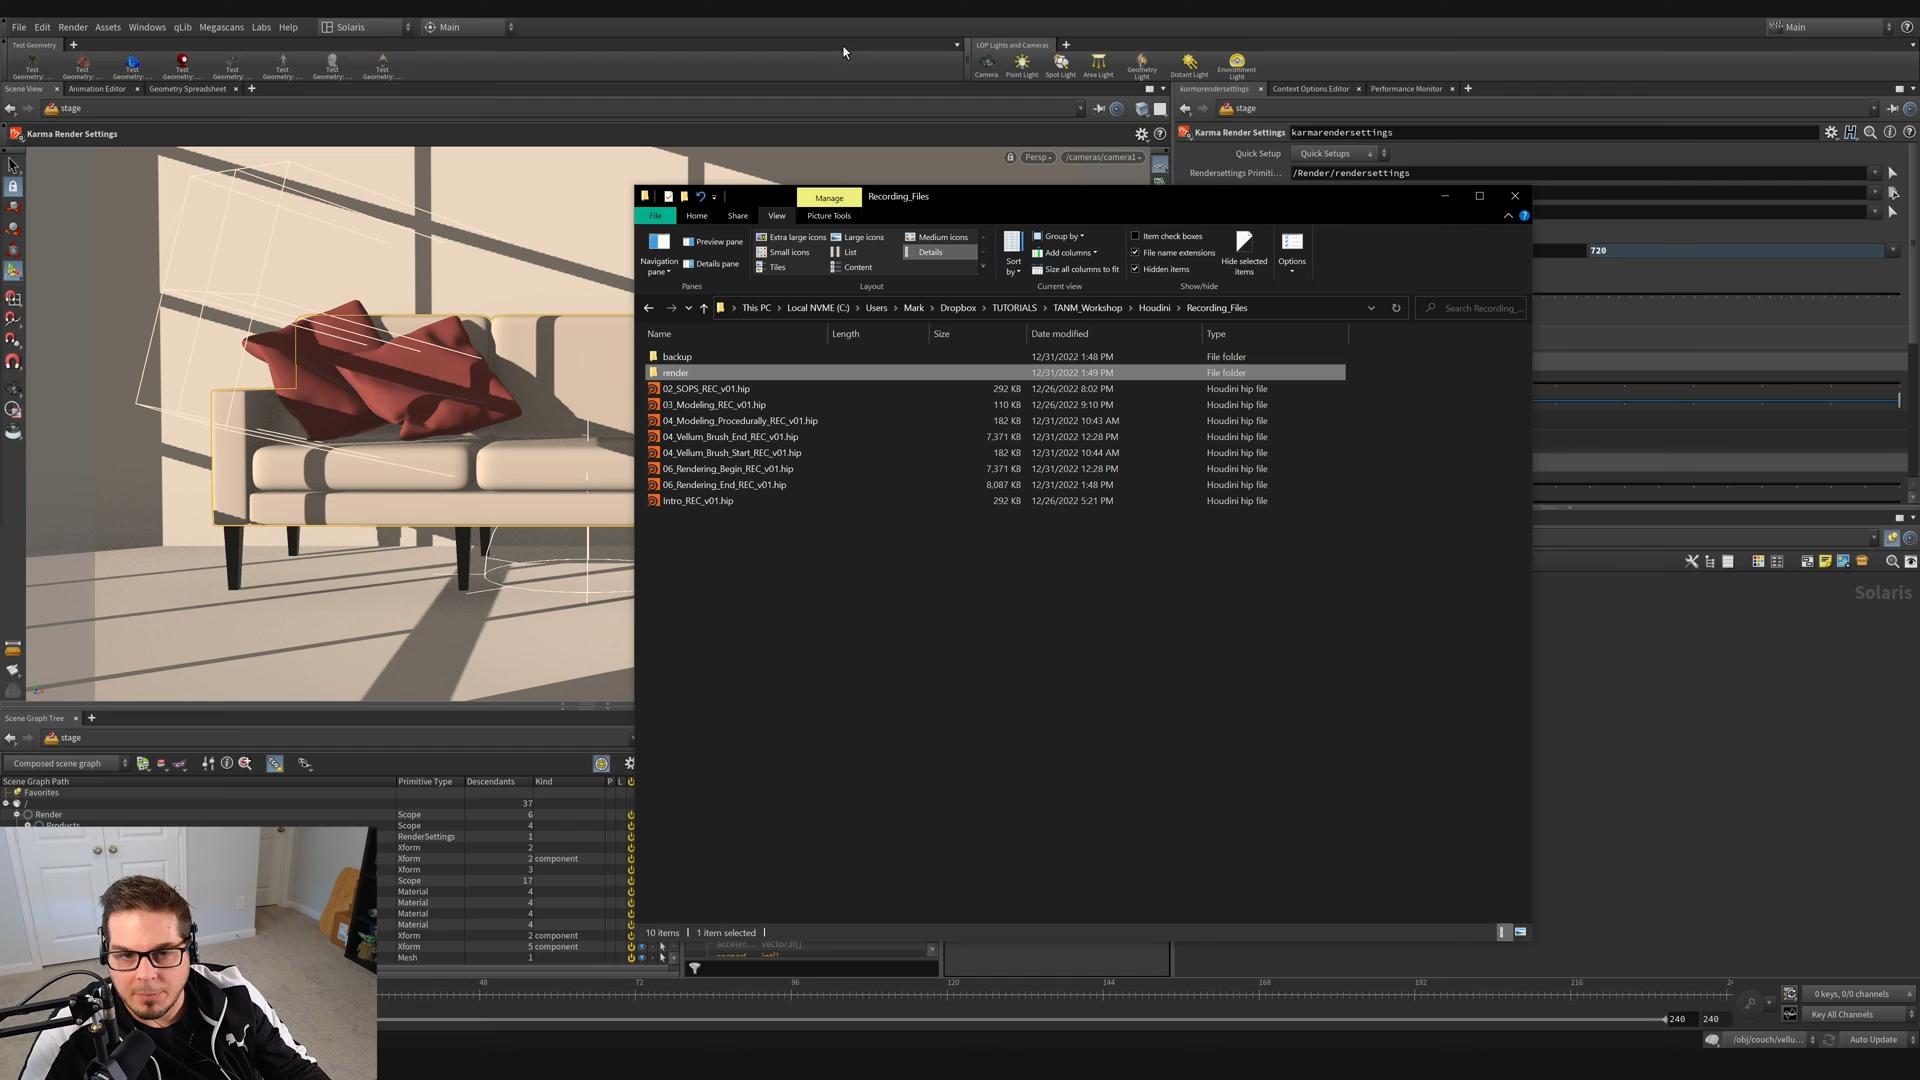 File Edit Render Assets Windows qLib Megascans Labs Help Solaris Main Main
Test Geometry LOP Lights and Cameras
Test Geometry: ... Test Geometry: ... Test Geometry: ... Test Geometry: ... Test Geometry: ... Test Geometry: ... Test Geometry: ... Test Geometry: ...
Camera Point Light Spot Light Area Light Geometry Light Distant Light Environment Light
Scene View Animation Editor Geometry Spreadsheet
karmarendersettings Context Options Editor Performance Monitor
stage
stage
Karma Render Settings
Karma Render Settings karmarendersettings
Quick Setup Quick Setups
Rendersettings Primiti... /Render/rendersettings
Persp /cameras/camera1
720
Manage Recording_Files
File Home Share View Picture Tools
Navigation pane
Preview pane
Details pane
Panes
Extra large icons Large icons Medium icons
Small icons List Details
Tiles Content
Layout
Sort by
Group by
Add columns
Size all columns to fit
Current view
Item check boxes
File name extensions
Hidden items
Hide selected items
Show/hide
Options
This PC Local NVME (C:) Users Mark Dropbox TUTORIALS TANM_Workshop Houdini Recording_Files
Search Recording_...
Name Length Size Date modified Type
backup 12/31/2022 1:48 PM File folder
render 12/31/2022 1:49 PM File folder
02_SOPS_REC_v01.hip 292 KB 12/26/2022 8:02 PM Houdini hip file
03_Modeling_REC_v01.hip 110 KB 12/26/2022 9:10 PM Houdini hip file
04_Modeling_Procedurally_REC_v01.hip 182 KB 12/31/2022 10:43 AM Houdini hip file
04_Vellum_Brush_End_REC_v01.hip 7,371 KB 12/31/2022 12:28 PM Houdini hip file
04_Vellum_Brush_Start_REC_v01.hip 182 KB 12/31/2022 10:44 AM Houdini hip file
06_Rendering_Begin_REC_v01.hip 7,371 KB 12/31/2022 12:28 PM Houdini hip file
06_Rendering_End_REC_v01.hip 8,087 KB 12/31/2022 1:48 PM Houdini hip file
Intro_REC_v01.hip 292 KB 12/26/2022 5:21 PM Houdini hip file
10 items 1 item selected
Solaris
Scene Graph Tree
stage
Composed scene graph
Scene Graph Path Primitive Type Descendants Kind P L
Favorites
/ 37
Render Scope 6
Products Scope 4
RenderSettings 1
Xform 2
Xform 2 component
Xform 3
Scope 17
Material 4
Material 4
Material 4
Material 4
Xform 2 component
Xform 5 component
Mesh 1
acceler... vector3f[]
48 72 96 120 144 168 192 216
240 240
0 keys, 0/0 channels
Key All Channels
/obj/couch/vellu... Auto Update